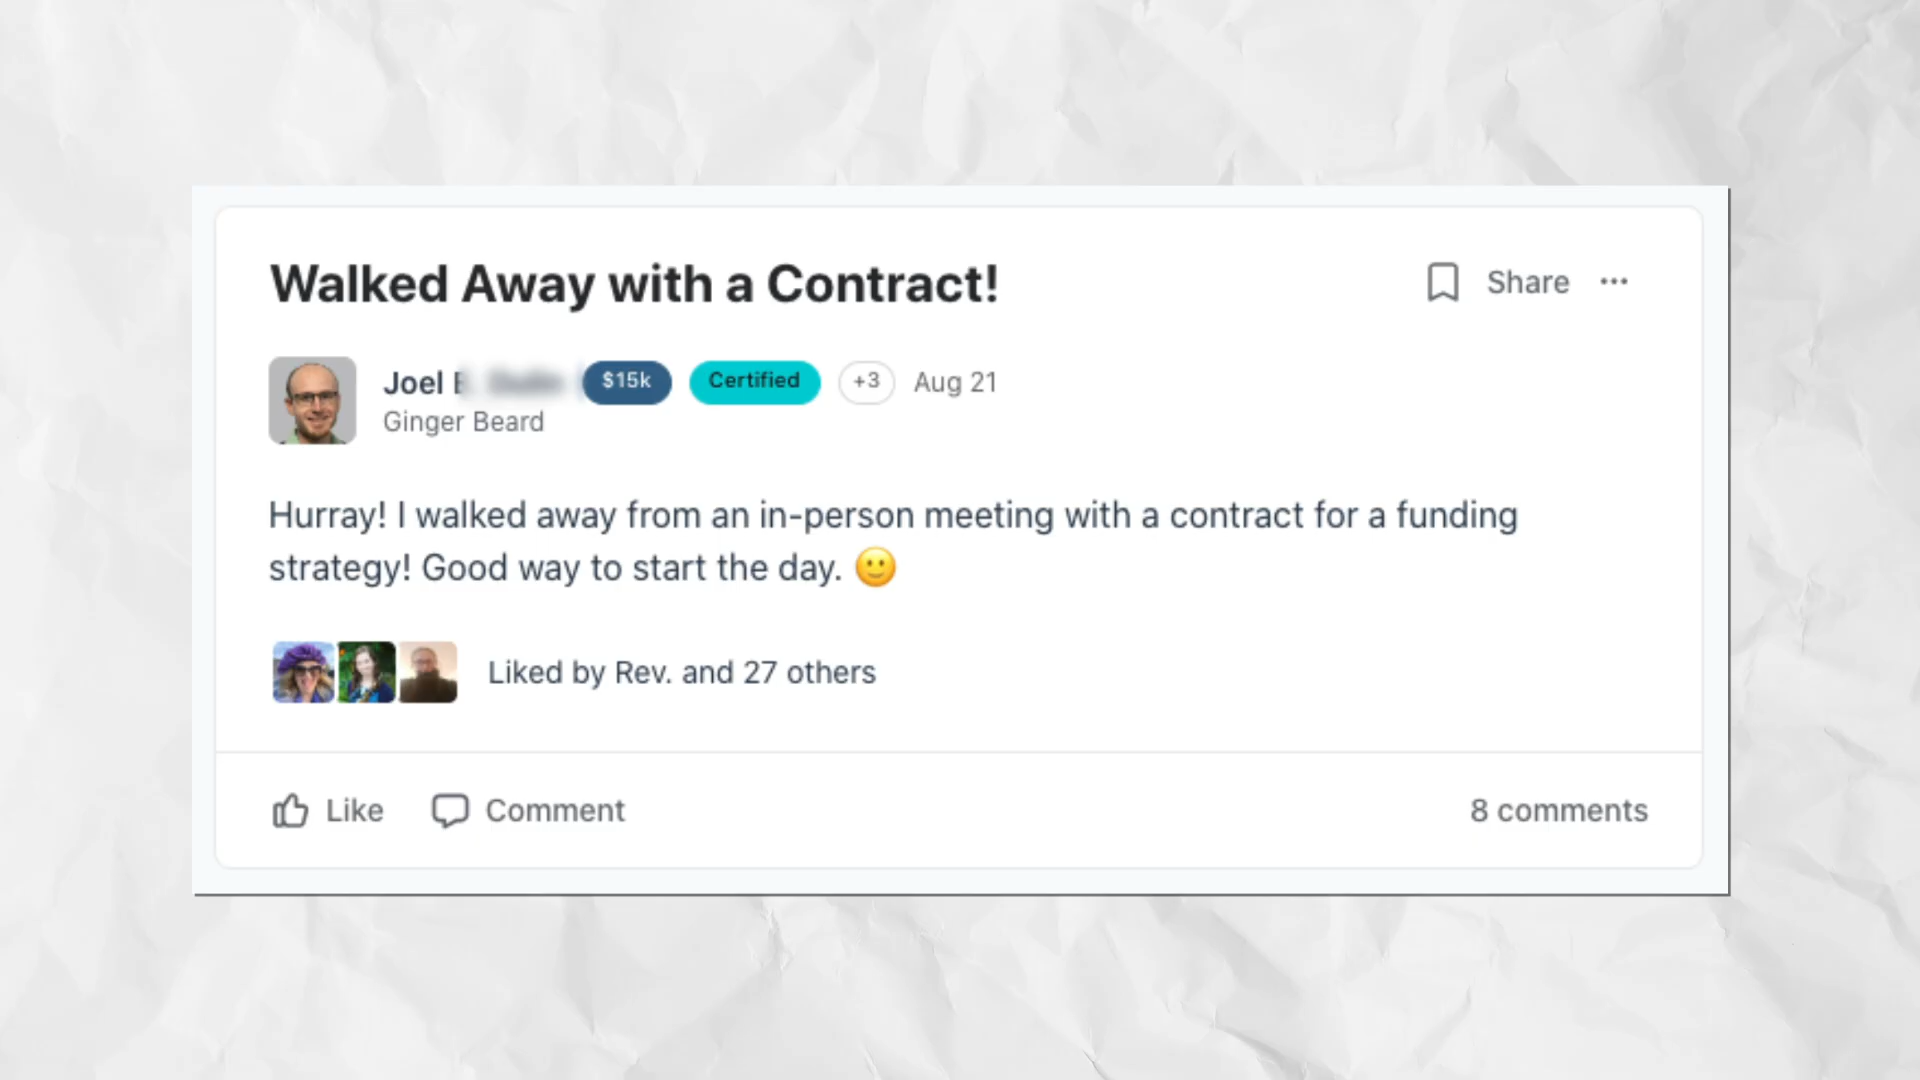 Walked Away with a Contract!
Share
Joel
$15k
Certified
+3
Aug 21
Ginger Beard
Hurray! I walked away from an in-person meeting with a contract for a funding
strategy! Good way to start the day. 🙂
Liked by Rev. and 27 others
Like
Comment
8 comments